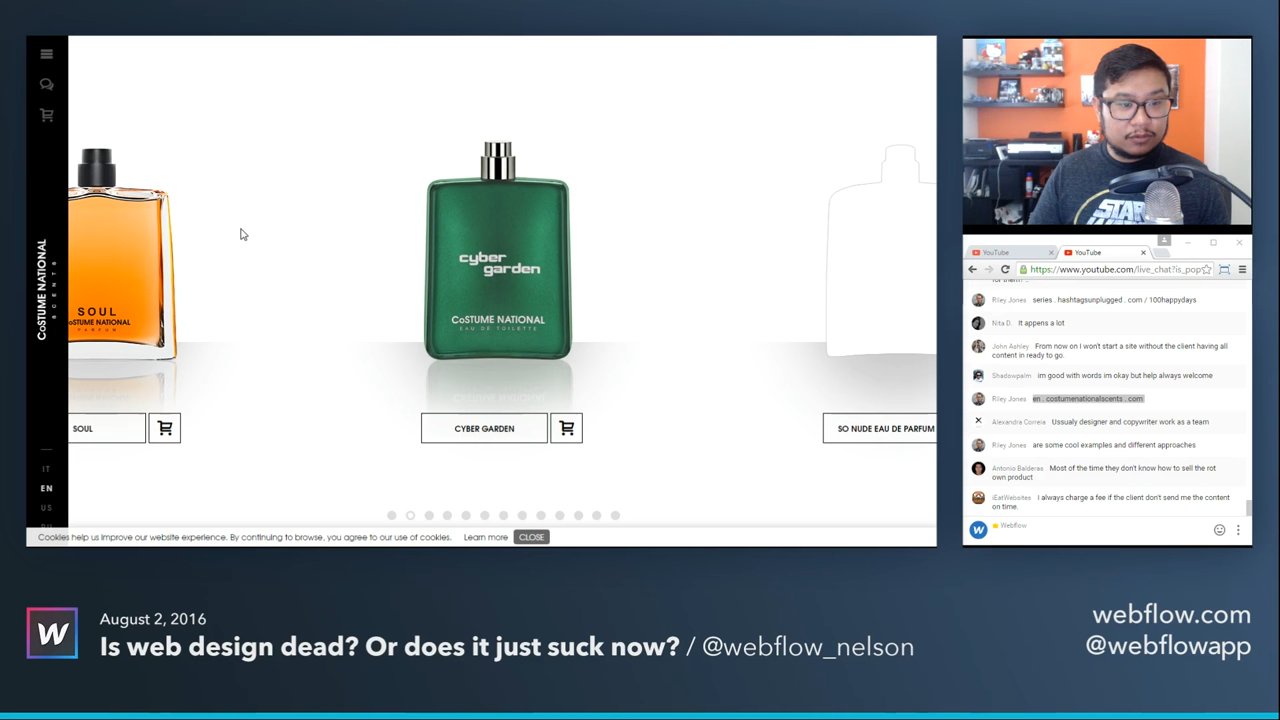 SOUL
CoSTUME NATIONAL
PARFUM
cyber
garden
CoSTUME NATIONAL
EAU DE TOILETTE
CoSTUME NATIONAL
SCENTS
SOUL
CYBER GARDEN
SO NUDE EAU DE PARFUM
IT
EN
US
Cookies help us improve our website experience. By continuing to browse, you agree to our use of cookies. Learn more CLOSE
STAR
YouTube
YouTube
https://www.youtube.com/live_chat?is_pop
Riley Jones series . hashtagsunplugged . com / 100happydays
Nita D. It appens a lot
John Ashley From now on I won't start a site without the client having all
content in ready to go.
Shadowpalm im good with words im okay but help always welcome
Riley Jones en . costumenationalscents . com
Alexandra Correia Ussualy designer and copywriter work as a team
Riley Jones are some cool examples and different approaches
Antonio Balderas Most of the time they don't know how to sell the rot
own product
iEatWebsites I always charge a fee if the client don't send me the content
on time.
Webflow
August 2, 2016
Is web design dead? Or does it just suck now? / @webflow_nelson
webflow.com
@webflowapp